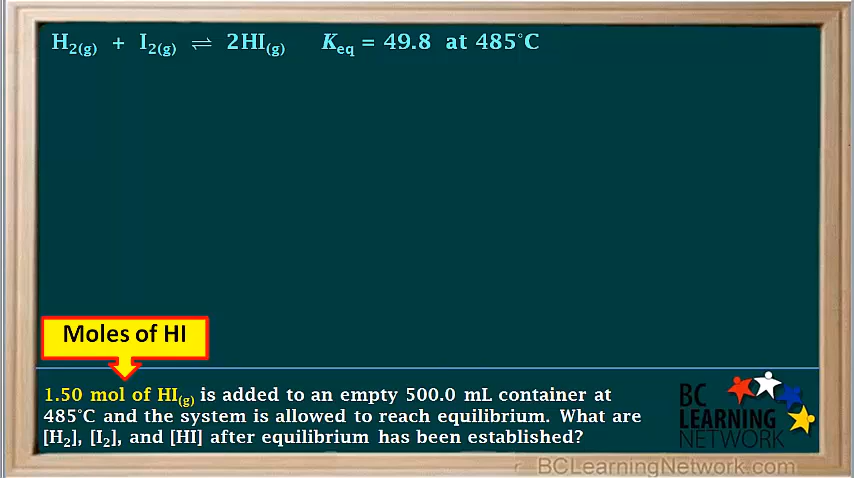 H₂(g) + I₂(g) ⇌ 2HI(g) Keq = 49.8 at 485°C
Moles of HI
1.50 mol of HI(g) is added to an empty 500.0 mL container at
485°C and the system is allowed to reach equilibrium. What are
[H₂], [I₂], and [HI] after equilibrium has been established?
BC
LEARNING
NETWORK
BCLearningNetwork.com